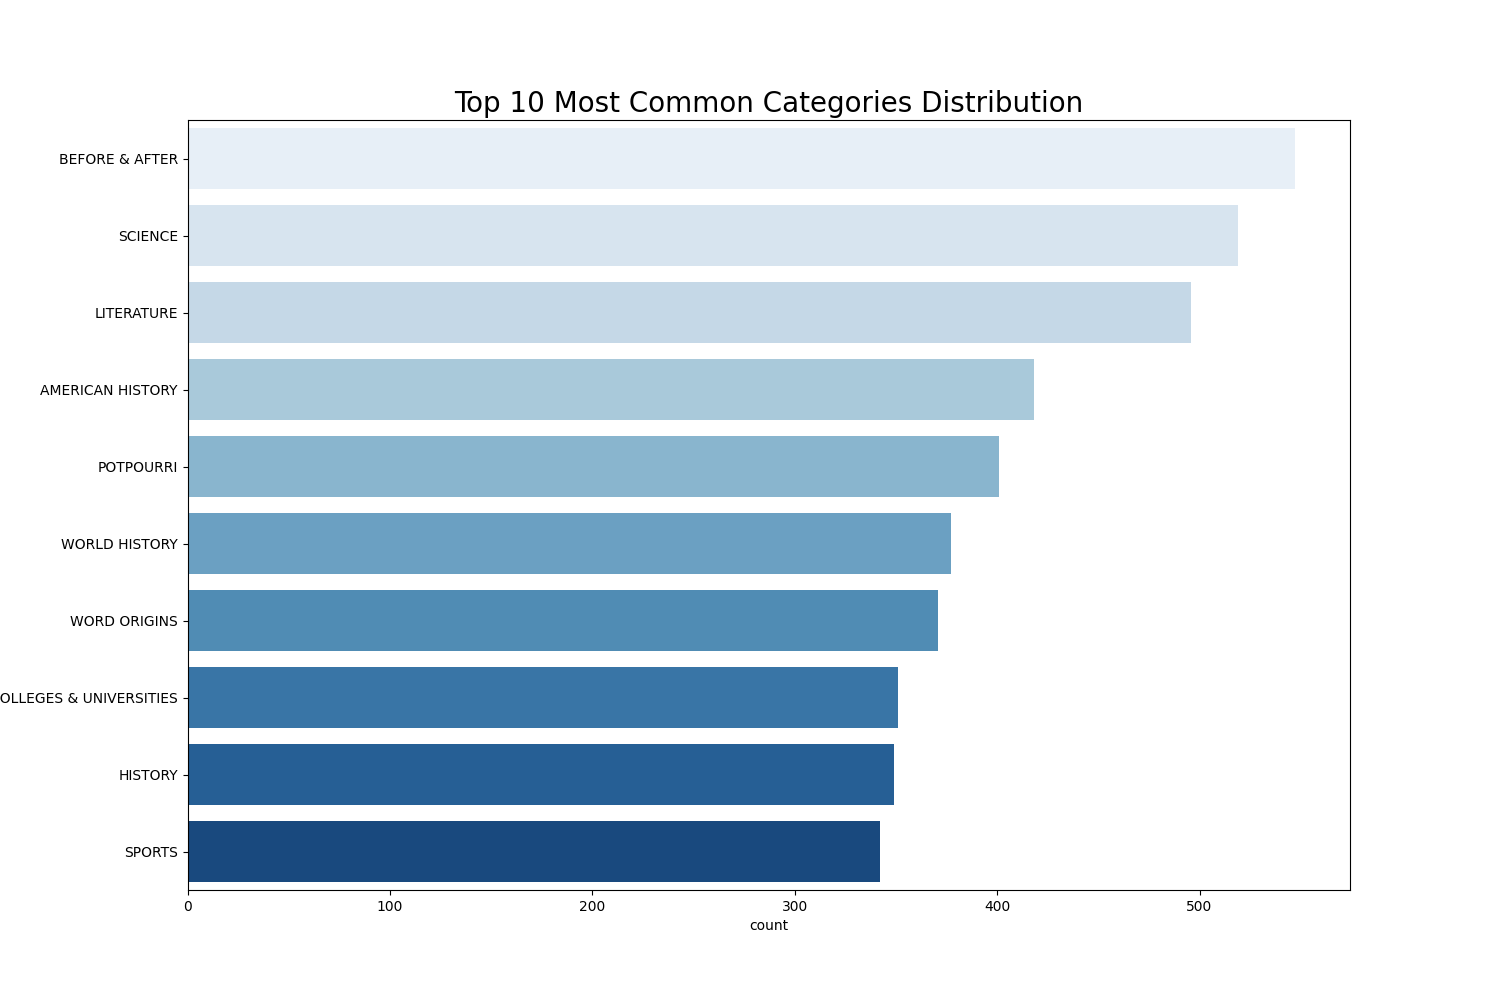 Top 10 Most Common Categories Distribution
BEFORE & AFTER
SCIENCE
LITERATURE
AMERICAN HISTORY
POTPOURRI
WORLD HISTORY
WORD ORIGINS
OLLEGES & UNIVERSITIES
HISTORY
SPORTS
0 100 200 300 400 500
count